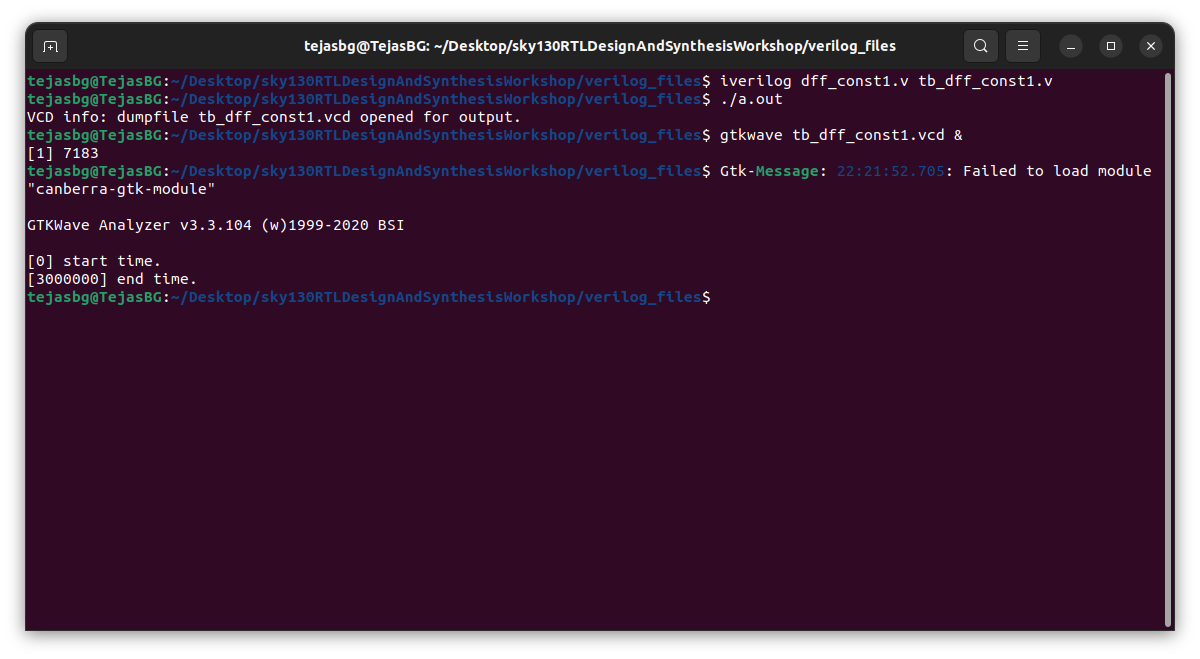 tejasbg@TejasBG: ~/Desktop/sky130RTLDesignAndSynthesisWorkshop/verilog_files
tejasbg@TejasBG:~/Desktop/sky130RTLDesignAndSynthesisWorkshop/verilog_files$ iverilog dff_const1.v tb_dff_const1.v
tejasbg@TejasBG:~/Desktop/sky130RTLDesignAndSynthesisWorkshop/verilog_files$ ./a.out
VCD info: dumpfile tb_dff_const1.vcd opened for output.
tejasbg@TejasBG:~/Desktop/sky130RTLDesignAndSynthesisWorkshop/verilog_files$ gtkwave tb_dff_const1.vcd &
[1] 7183
tejasbg@TejasBG:~/Desktop/sky130RTLDesignAndSynthesisWorkshop/verilog_files$ Gtk-Message: 22:21:52.705: Failed to load module
"canberra-gtk-module"
GTKWave Analyzer v3.3.104 (w)1999-2020 BSI
[0] start time.
[3000000] end time.
tejasbg@TejasBG:~/Desktop/sky130RTLDesignAndSynthesisWorkshop/verilog_files$